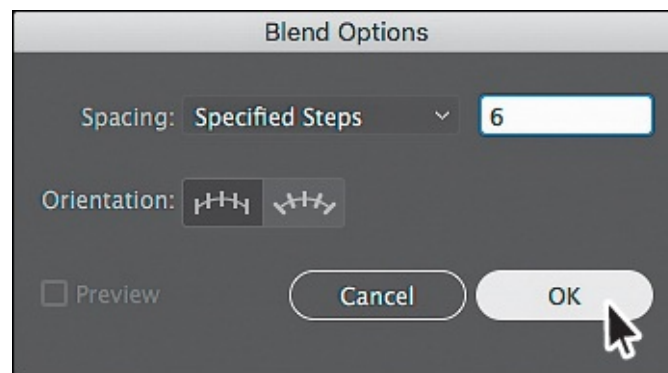 Blend Options
Spacing: Specified Steps 6
Orientation:
Preview Cancel OK